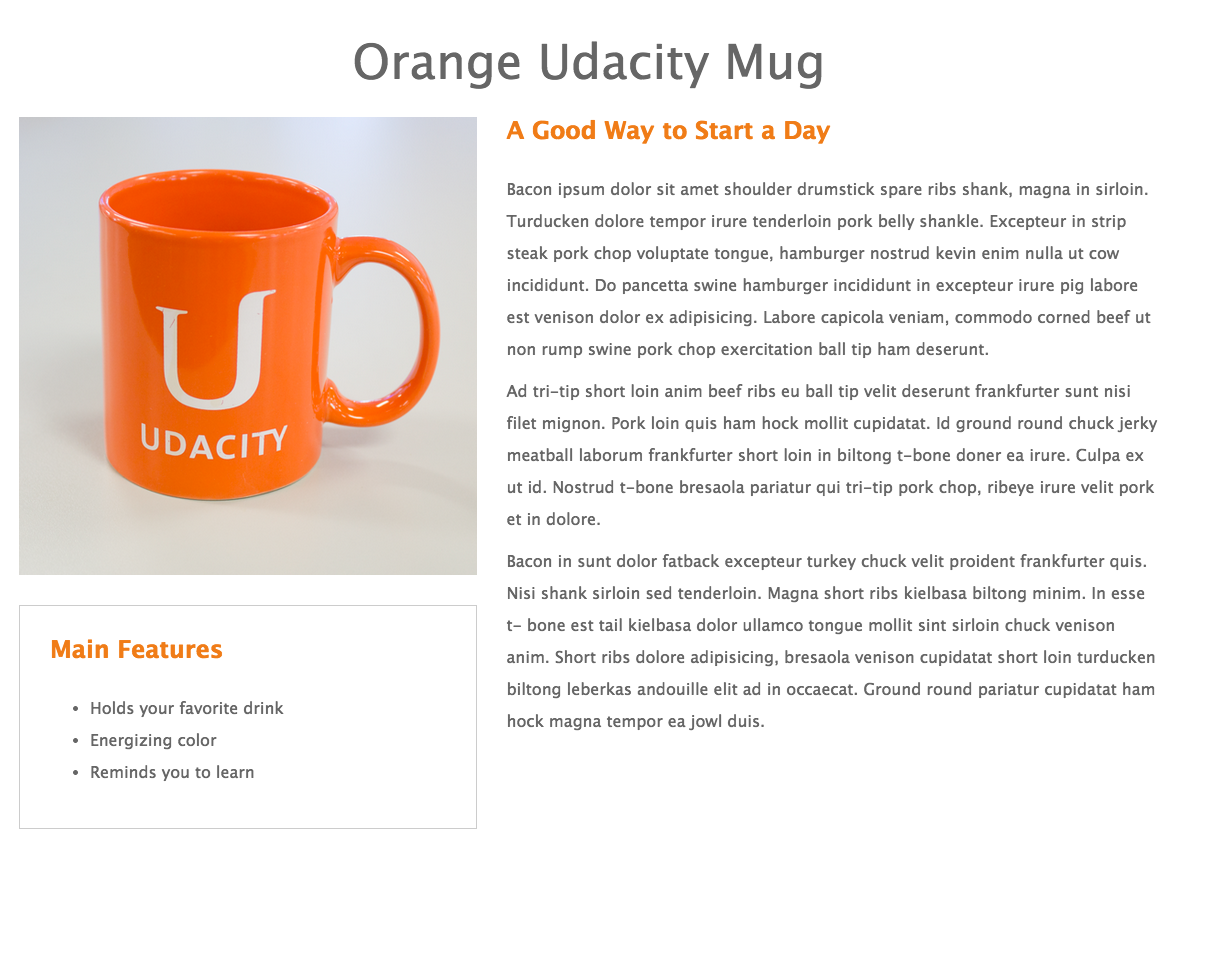 Orange Udacity Mug
U
UDACITY
Main Features
• Holds your favorite drink
• Energizing color
• Reminds you to learn
A Good Way to Start a Day
Bacon ipsum dolor sit amet shoulder drumstick spare ribs shank, magna in sirloin.
Turducken dolore tempor irure tenderloin pork belly shankle. Excepteur in strip
steak pork chop voluptate tongue, hamburger nostrud kevin enim nulla ut cow
incididunt. Do pancetta swine hamburger incididunt in excepteur irure pig labore
est venison dolor ex adipisicing. Labore capicola veniam, commodo corned beef ut
non rump swine pork chop exercitation ball tip ham deserunt.
Ad tri-tip short loin anim beef ribs eu ball tip velit deserunt frankfurter sunt nisi
filet mignon. Pork loin quis ham hock mollit cupidatat. Id ground round chuck jerky
meatball laborum frankfurter short loin in biltong t-bone doner ea irure. Culpa ex
ut id. Nostrud t-bone bresaola pariatur qui tri-tip pork chop, ribeye irure velit pork
et in dolore.
Bacon in sunt dolor fatback excepteur turkey chuck velit proident frankfurter quis.
Nisi shank sirloin sed tenderloin. Magna short ribs kielbasa biltong minim. In esse
t- bone est tail kielbasa dolor ullamco tongue mollit sint sirloin chuck venison
anim. Short ribs dolore adipisicing, bresaola venison cupidatat short loin turducken
biltong leberkas andouille elit ad in occaecat. Ground round pariatur cupidatat ham
hock magna tempor ea jowl duis.